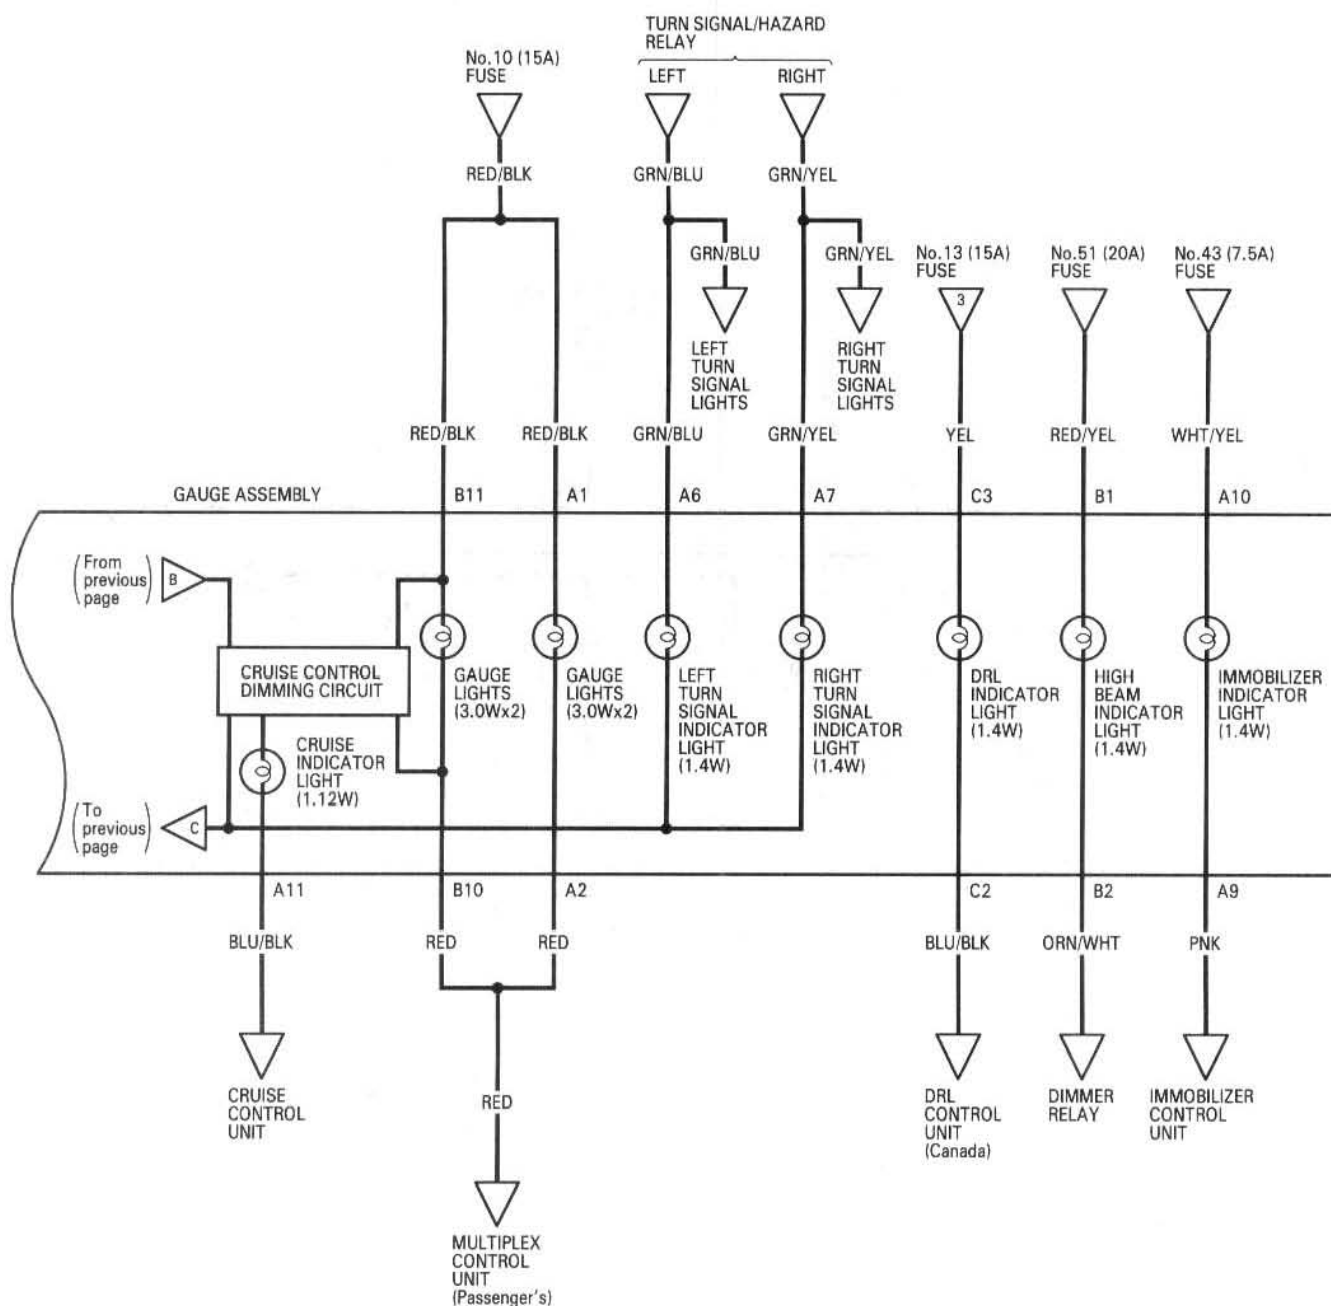 TURN SIGNAL/HAZARD
RELAY
No.10 (15A)
FUSE
LEFT
RIGHT
RED/BLK
GRN/BLU
GRN/YEL
GRN/BLU
GRN/YEL
No.13 (15A)
FUSE
No.51 (20A)
FUSE
No.43 (7.5A)
FUSE
3
LEFT
TURN
SIGNAL
LIGHTS
RIGHT
TURN
SIGNAL
LIGHTS
RED/BLK
RED/BLK
GRN/BLU
GRN/YEL
YEL
RED/YEL
WHT/YEL
GAUGE ASSEMBLY
B11
A1
A6
A7
C3
B1
A10
(From
previous
page)
B
CRUISE CONTROL
DIMMING CIRCUIT
GAUGE
LIGHTS
(3.0Wx2)
GAUGE
LIGHTS
(3.0Wx2)
LEFT
TURN
SIGNAL
INDICATOR
LIGHT
(1.4W)
RIGHT
TURN
SIGNAL
INDICATOR
LIGHT
(1.4W)
DRL
INDICATOR
LIGHT
(1.4W)
HIGH
BEAM
INDICATOR
LIGHT
(1.4W)
IMMOBILIZER
INDICATOR
LIGHT
(1.4W)
CRUISE
INDICATOR
LIGHT
(1.12W)
(To
previous
page)
C
A11
B10
A2
C2
B2
A9
BLU/BLK
RED
RED
BLU/BLK
ORN/WHT
PNK
CRUISE
CONTROL
UNIT
RED
DRL
CONTROL
UNIT
(Canada)
DIMMER
RELAY
IMMOBILIZER
CONTROL
UNIT
MULTIPLEX
CONTROL
UNIT
(Passenger's)